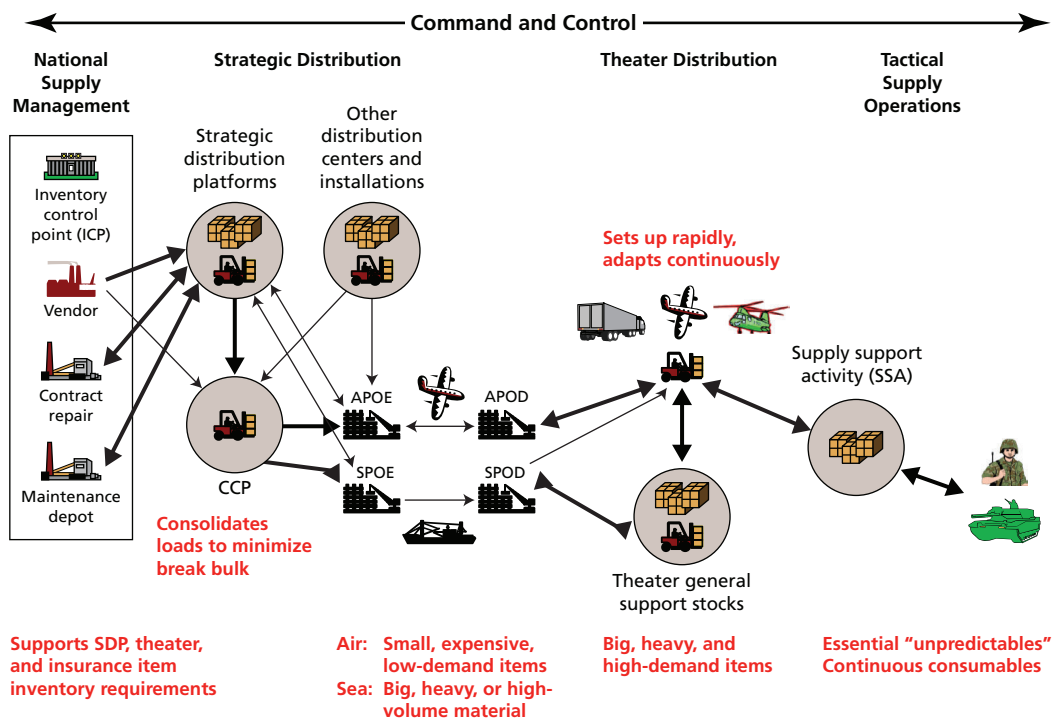 Command and Control
National
Supply
Management
Strategic Distribution
Theater Distribution
Tactical
Supply
Operations
Inventory
control
point (ICP)
Vendor
Contract
repair
Maintenance
depot
Strategic
distribution
platforms
Other
distribution
centers and
installations
CCP
Consolidates
loads to minimize
break bulk
APOE
APOD
SPOE
SPOD
Sets up rapidly,
adapts continuously
Theater general
support stocks
Supply support
activity (SSA)
Supports SDP, theater,
and insurance item
inventory requirements
Air: Small, expensive,
low-demand items
Sea: Big, heavy, or high-
volume material
Big, heavy, and
high-demand items
Essential “unpredictables”
Continuous consumables